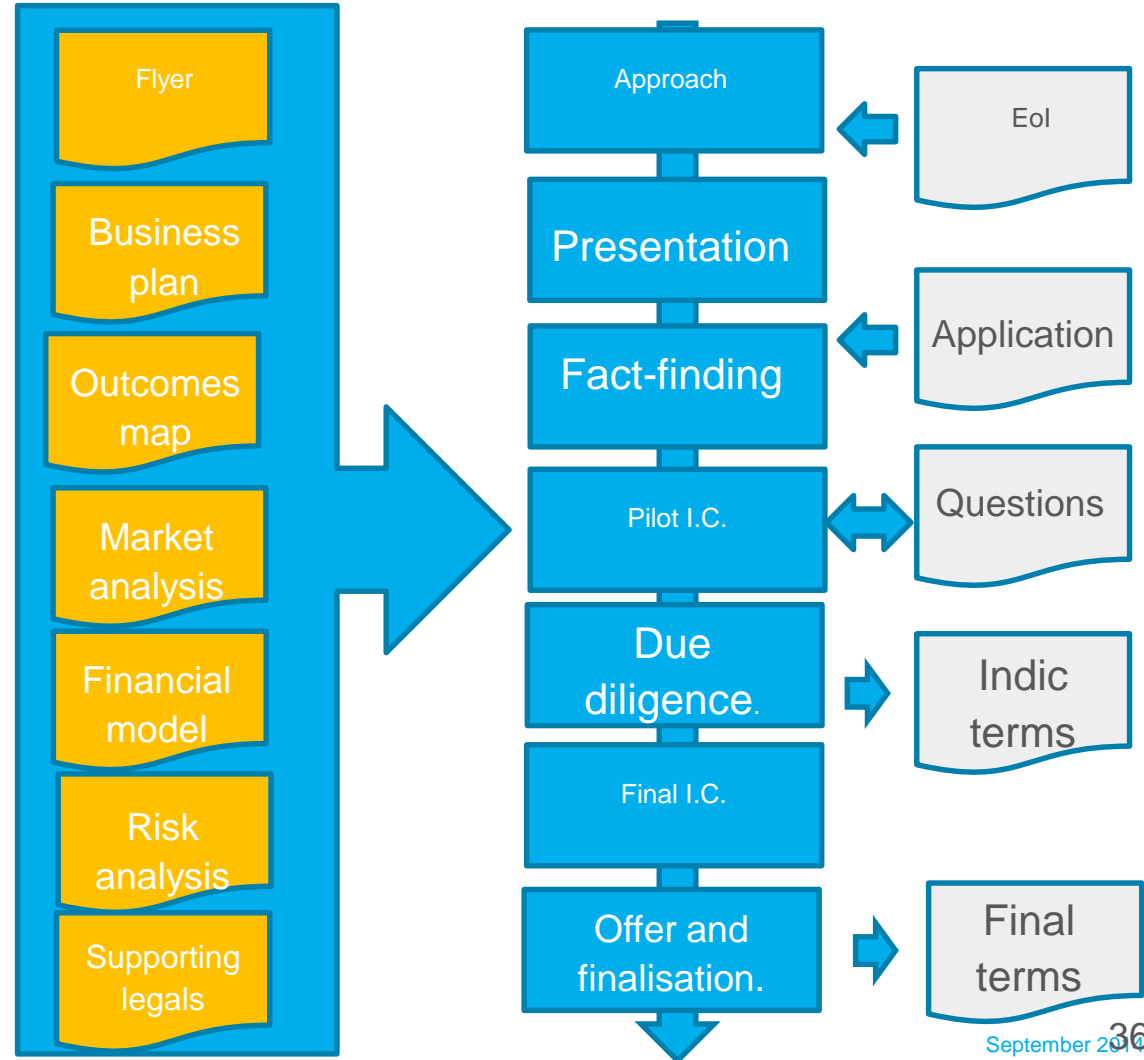 Flyer
Business
plan
Outcomes
map
Market
analysis
Financial
model
Risk
analysis
Supporting
legals
Approach
Presentation
Fact-finding
Pilot I.C.
Due
diligence.
Final I.C.
Offer and
finalisation.
EoI
Application
Questions
Indic
terms
Final
terms
September
36